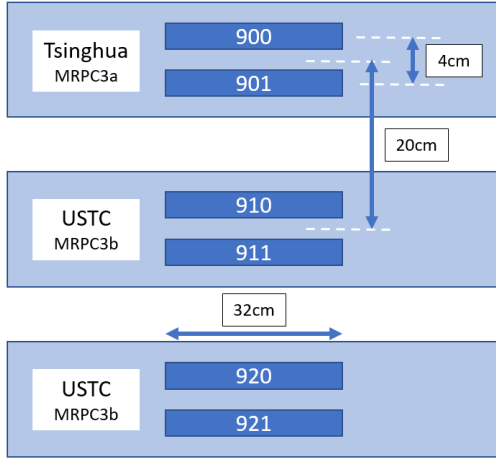 Tsinghua
MRPC3a
900
901
4cm
20cm
USTC
MRPC3b
910
911
32cm
USTC
MRPC3b
920
921